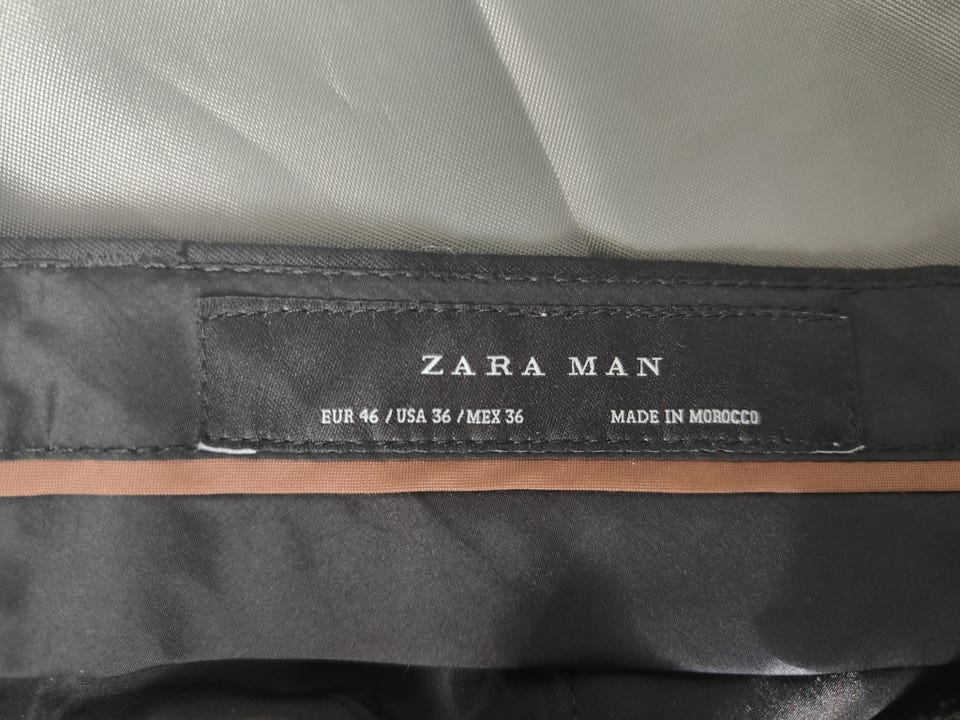 ZARA MAN
EUR 46 / USA 36 / MEX 36 MADE IN MOROCCO